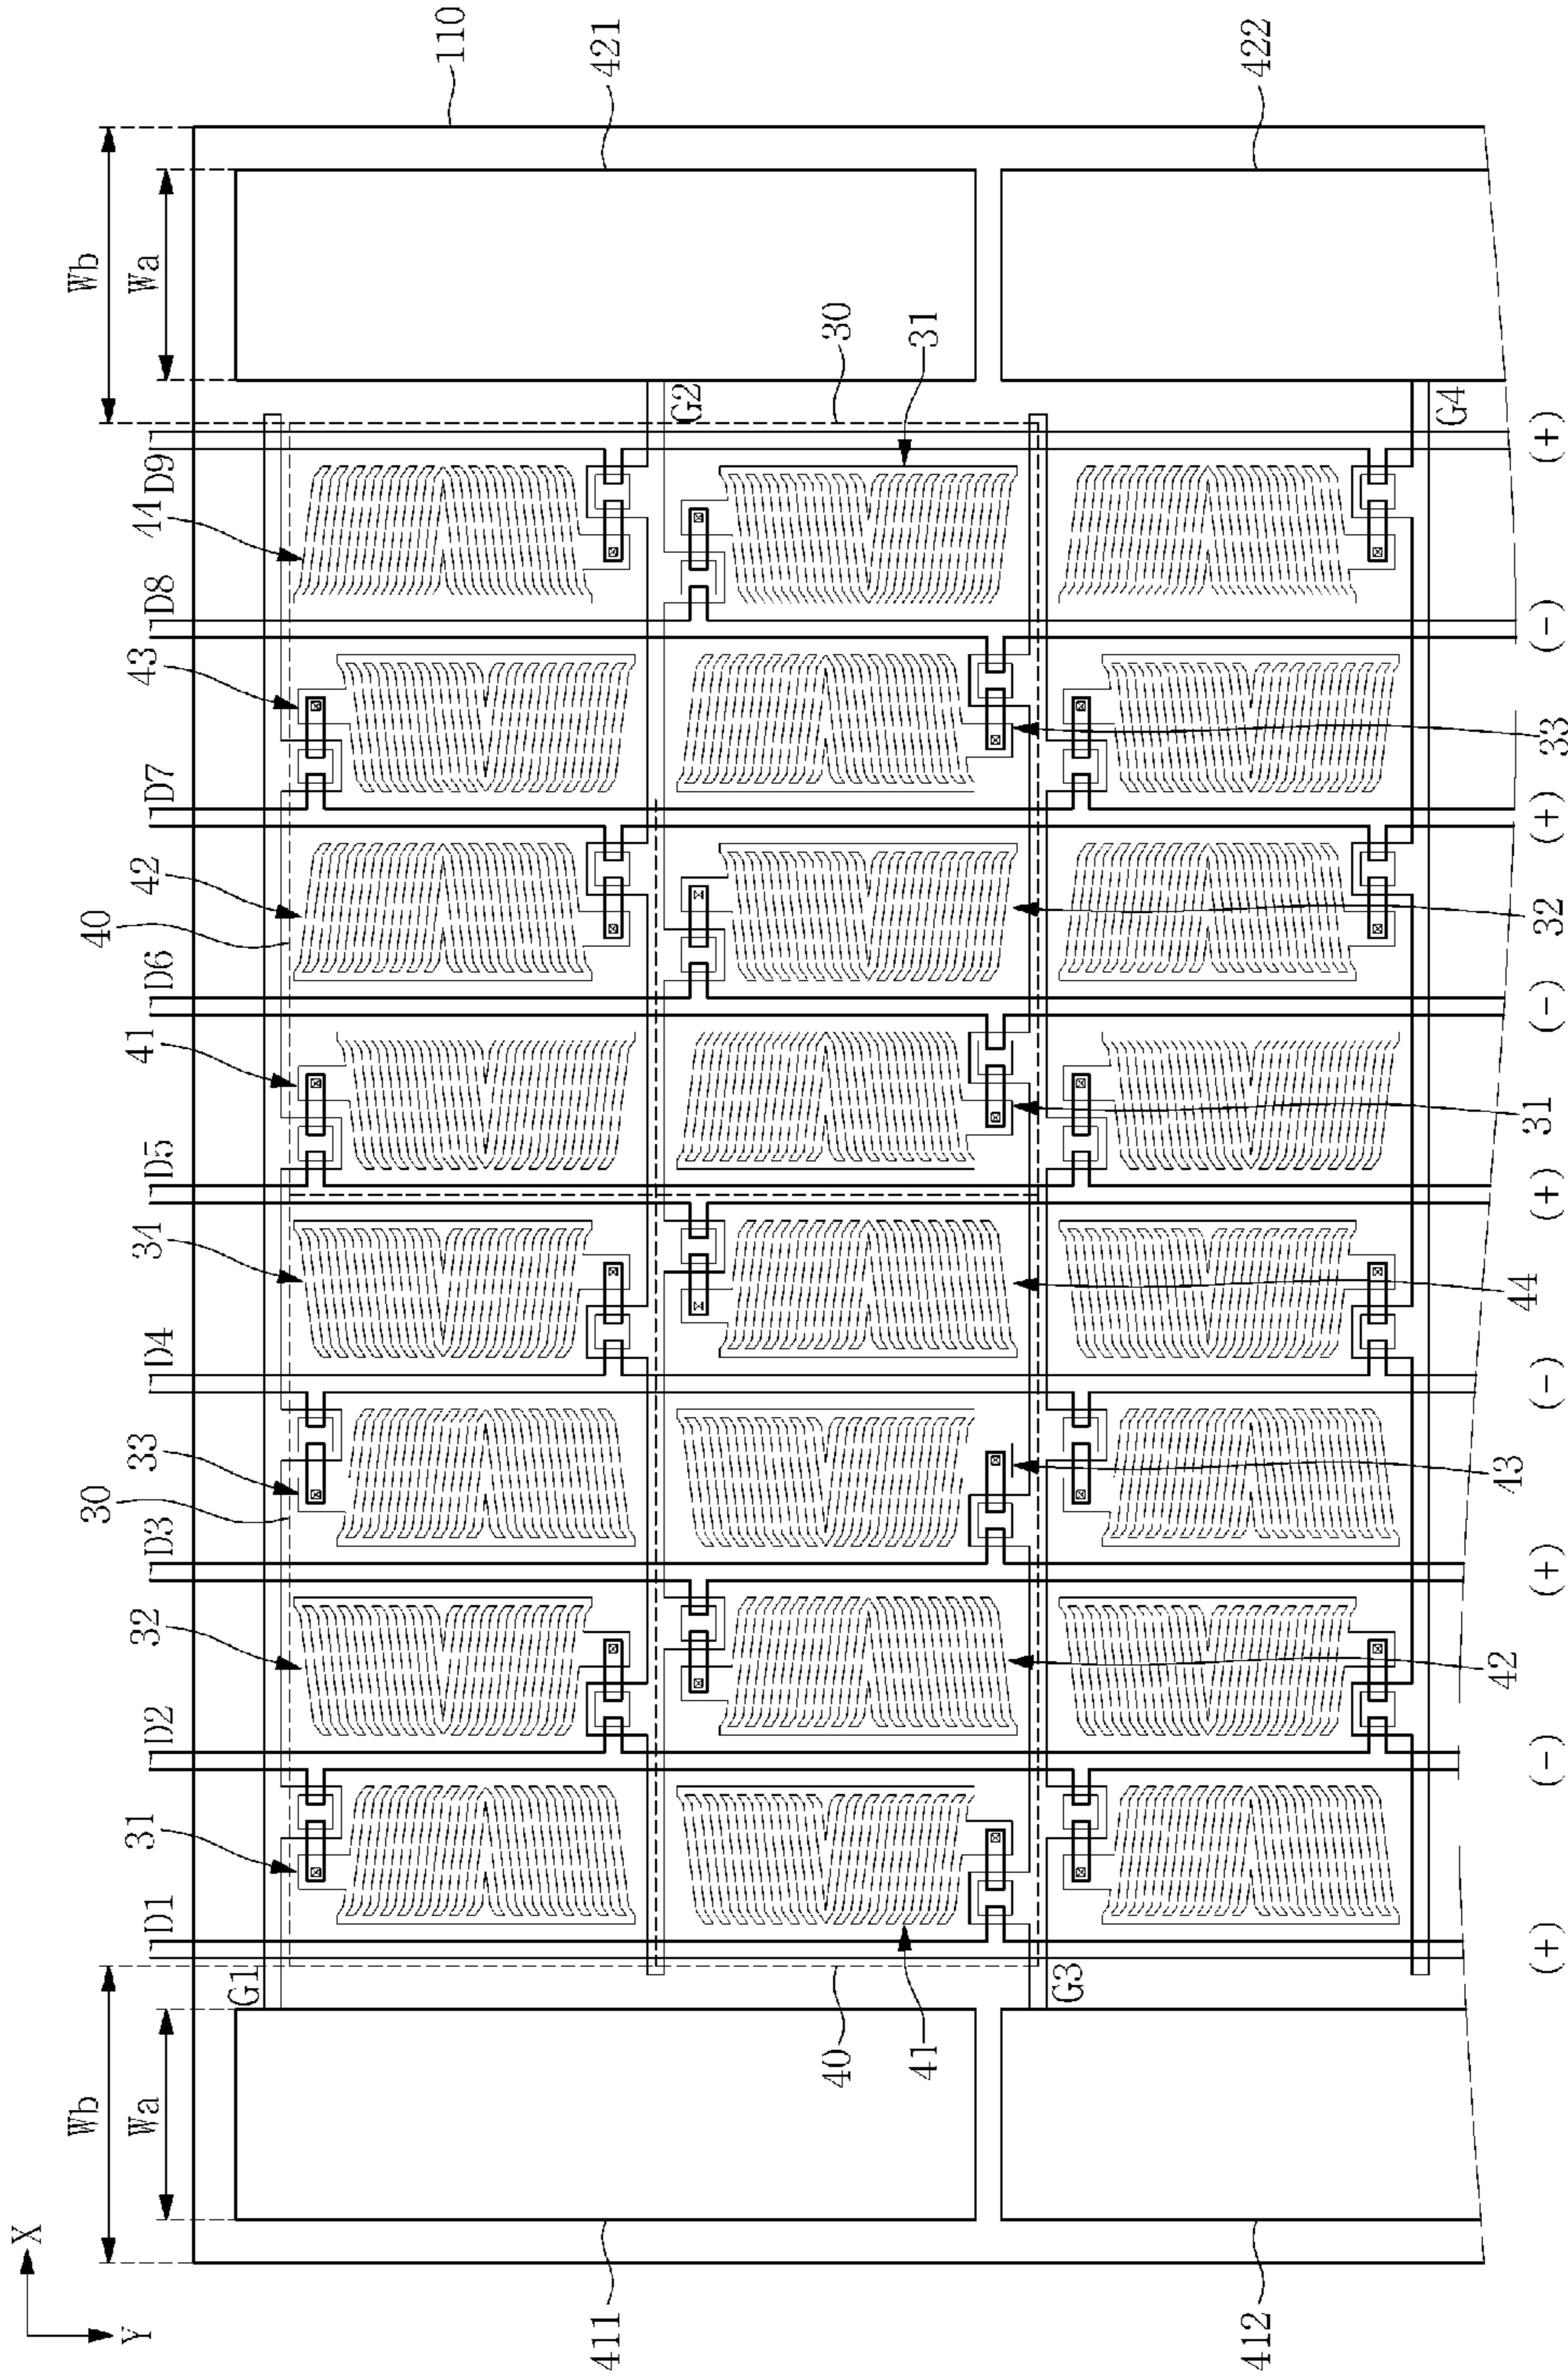 X
Y
Wb Wb
Wa Wa
30 40
31 32 33 34 41 42 43 44
D1 D2 D3 D4 D5 D6 D7 D8 D9
G1
110
411 421
G2
40 30
41 31
G3
412 422
G4
42 43 44 31 32 33
(+) (-) (+) (-) (+) (-) (+) (-) (+)